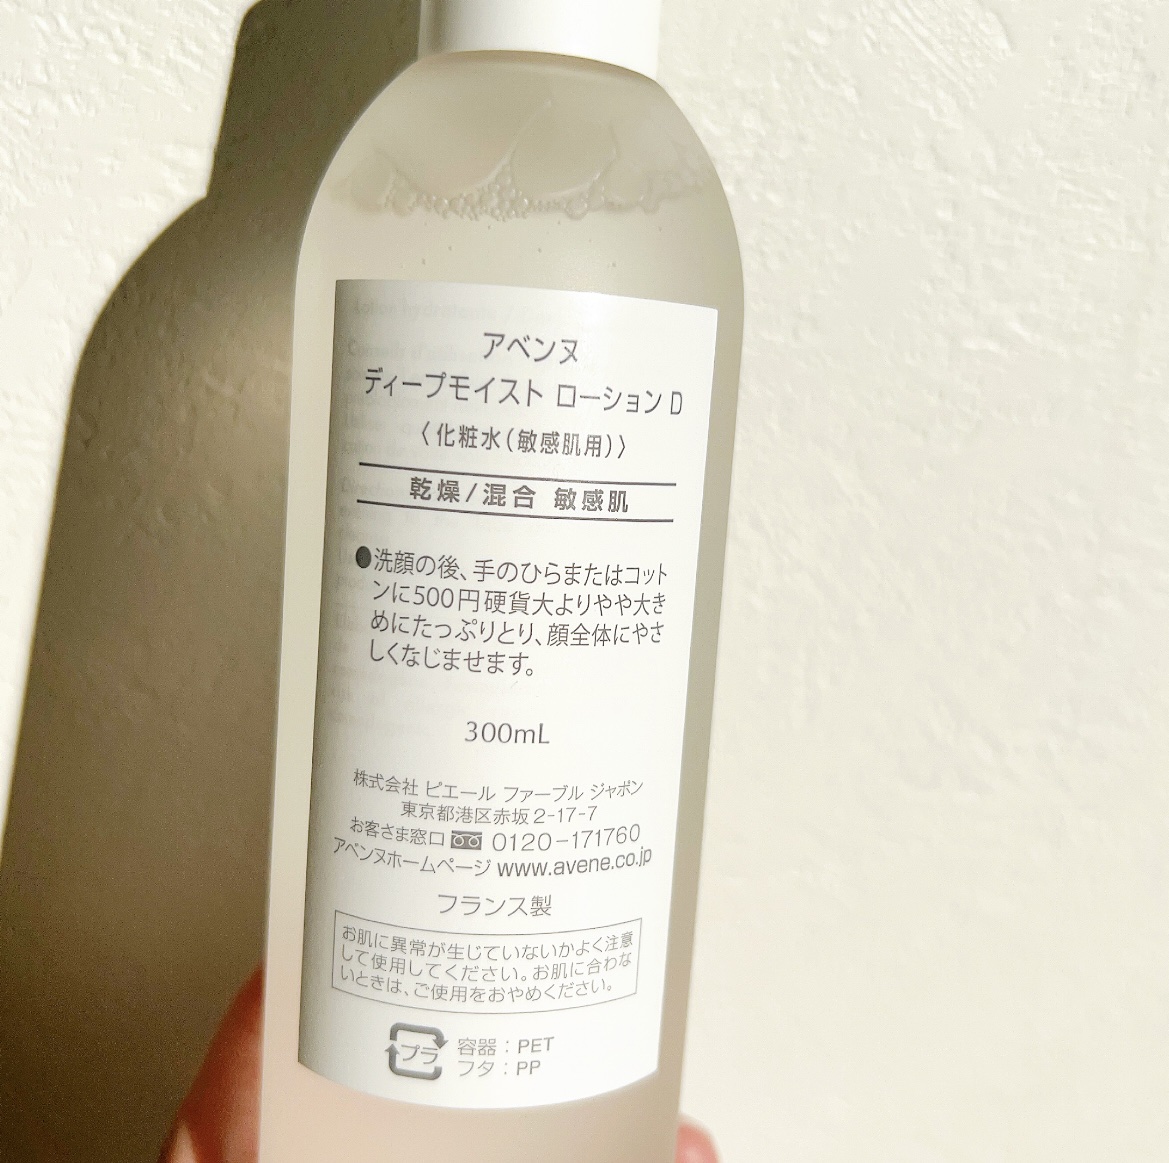 アベンヌ
ディープモイスト ローション D
〈化粧水(敏感肌用)〉
乾燥/混合 敏感肌
●洗顔の後、手のひらまたはコット
ンに500円硬貨大よりやや大き
めにたっぷりとり、顔全体にやさ
しくなじませます。
300mL
株式会社 ピエール ファーブル ジャポン
東京都港区赤坂2-17-7
お客さま窓口 0120-171760
アベンヌホームページ www.avene.co.jp
フランス製
お肌に異常が生じていないかよく注意
して使用してください。お肌に合わな
いときは、ご使用をおやめください。
プラ 容器:PET
フタ:PP